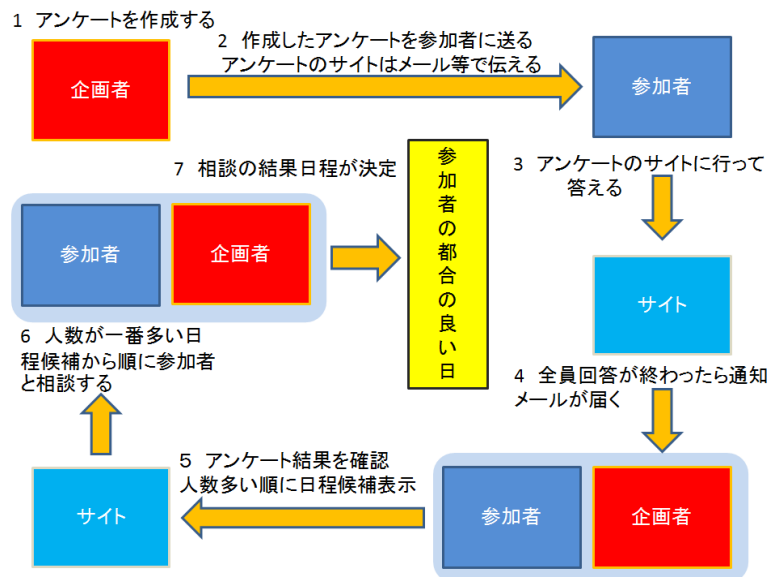 1 アンケートを作成する
企画者
2 作成したアンケートを参加者に送る
アンケートのサイトはメール等で伝える
参加者
3 アンケートのサイトに行って
答える
サイト
4 全員回答が終わったら通知
メールが届く
参加者
企画者
5 アンケート結果を確認
人数多い順に日程候補表示
サイト
6 人数が一番多い日
程候補から順に参加者
と相談する
参加者
企画者
7 相談の結果日程が決定
参加者の都合の良い日